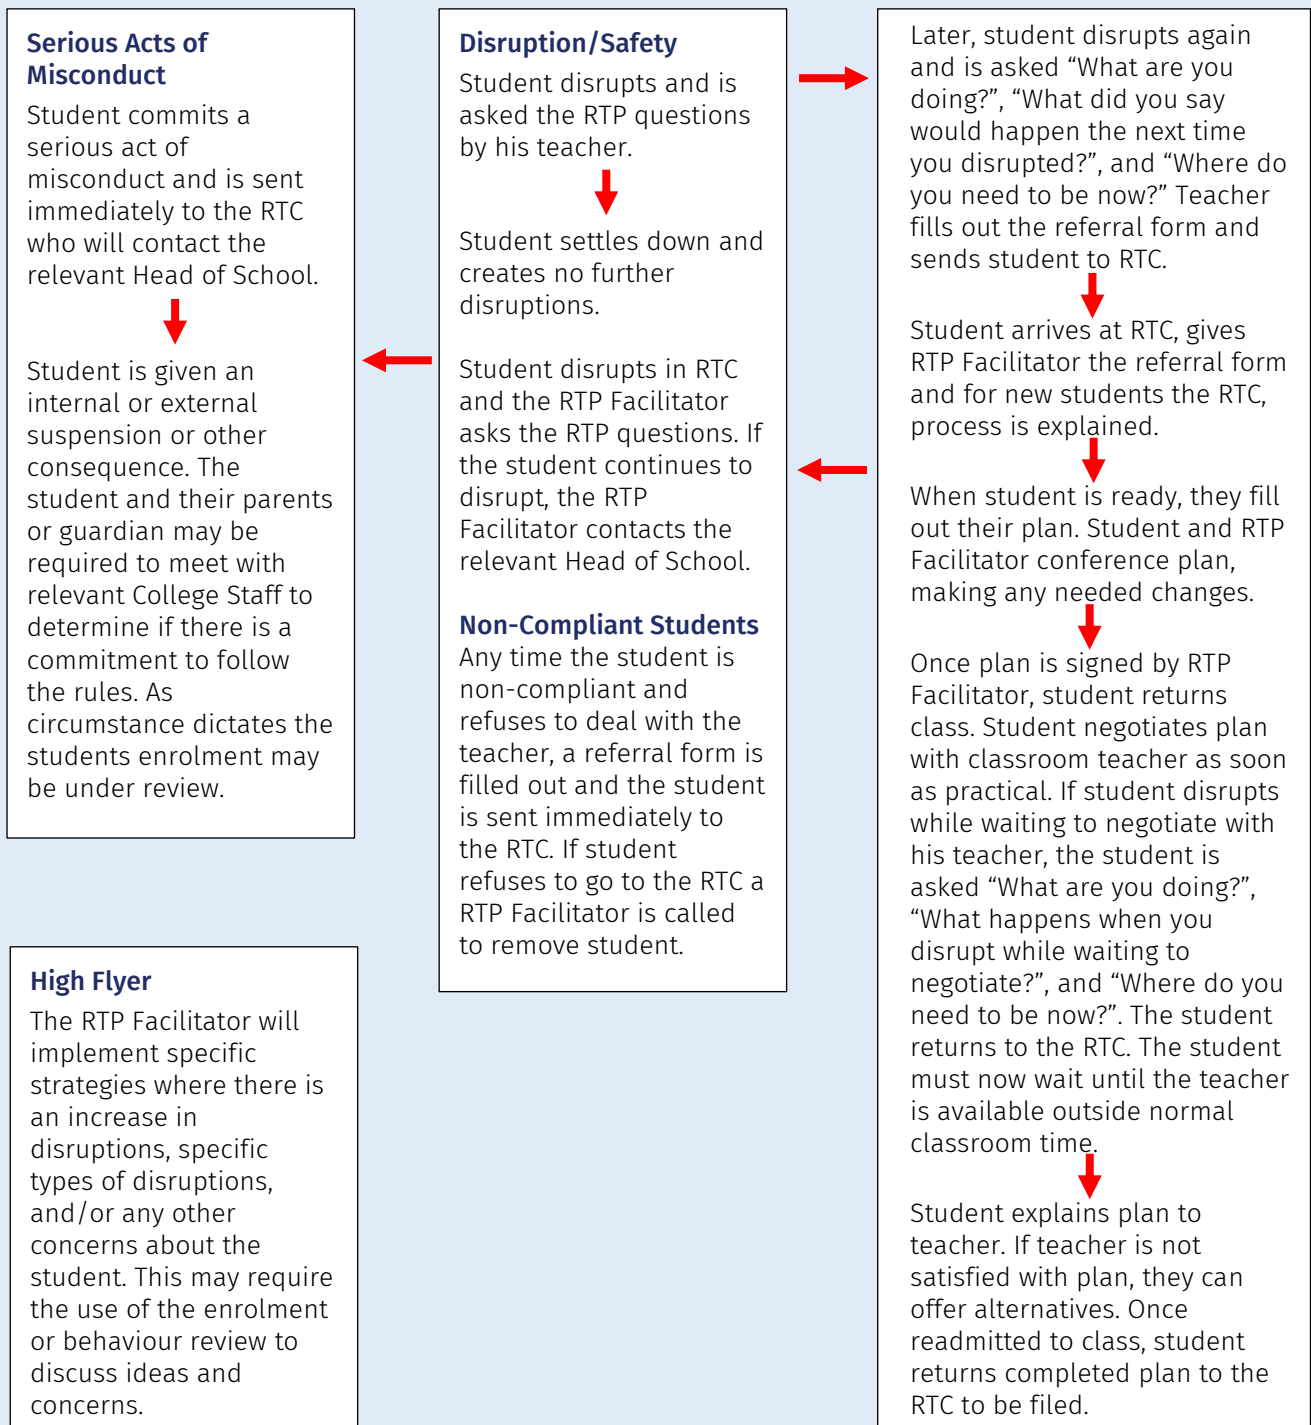 Serious Acts of
Misconduct
Student commits a
serious act of
misconduct and is sent
immediately to the RTC
who will contact the
relevant Head of School.
Student is given an
internal or external
suspension or other
consequence. The
student and their parents
or guardian may be
required to meet with
relevant College Staff to
determine if there is a
commitment to follow
the rules. As
circumstance dictates the
students enrolment may
be under review.
High Flyer
The RTP Facilitator will
implement specific
strategies where there is
an increase in
disruptions, specific
types of disruptions,
and/or any other
concerns about the
student. This may require
the use of the enrolment
or behaviour review to
discuss ideas and
concerns.
Disruption/Safety
Student disrupts and is
asked the RTP questions
by his teacher.
Student settles down and
creates no further
disruptions.
Student disrupts in RTC
and the RTP Facilitator
asks the RTP questions. If
the student continues to
disrupt, the RTP
Facilitator contacts the
relevant Head of School.
Non-Compliant Students
Any time the student is
non-compliant and
refuses to deal with the
teacher, a referral form is
filled out and the student
is sent immediately to
the RTC. If student
refuses to go to the RTC a
RTP Facilitator is called
to remove student.
Later, student disrupts again
and is asked “What are you
doing?”, “What did you say
would happen the next time
you disrupted?”, and “Where do
you need to be now?” Teacher
fills out the referral form and
sends student to RTC.
Student arrives at RTC, gives
RTP Facilitator the referral form
and for new students the RTC,
process is explained.
When student is ready, they fill
out their plan. Student and RTP
Facilitator conference plan,
making any needed changes.
Once plan is signed by RTP
Facilitator, student returns
class. Student negotiates plan
with classroom teacher as soon
as practical. If student disrupts
while waiting to negotiate with
his teacher, the student is
asked “What are you doing?”,
“What happens when you
disrupt while waiting to
negotiate?”, and “Where do you
need to be now?”. The student
returns to the RTC. The student
must now wait until the teacher
is available outside normal
classroom time.
Student explains plan to
teacher. If teacher is not
satisfied with plan, they can
offer alternatives. Once
readmitted to class, student
returns completed plan to the
RTC to be filed.